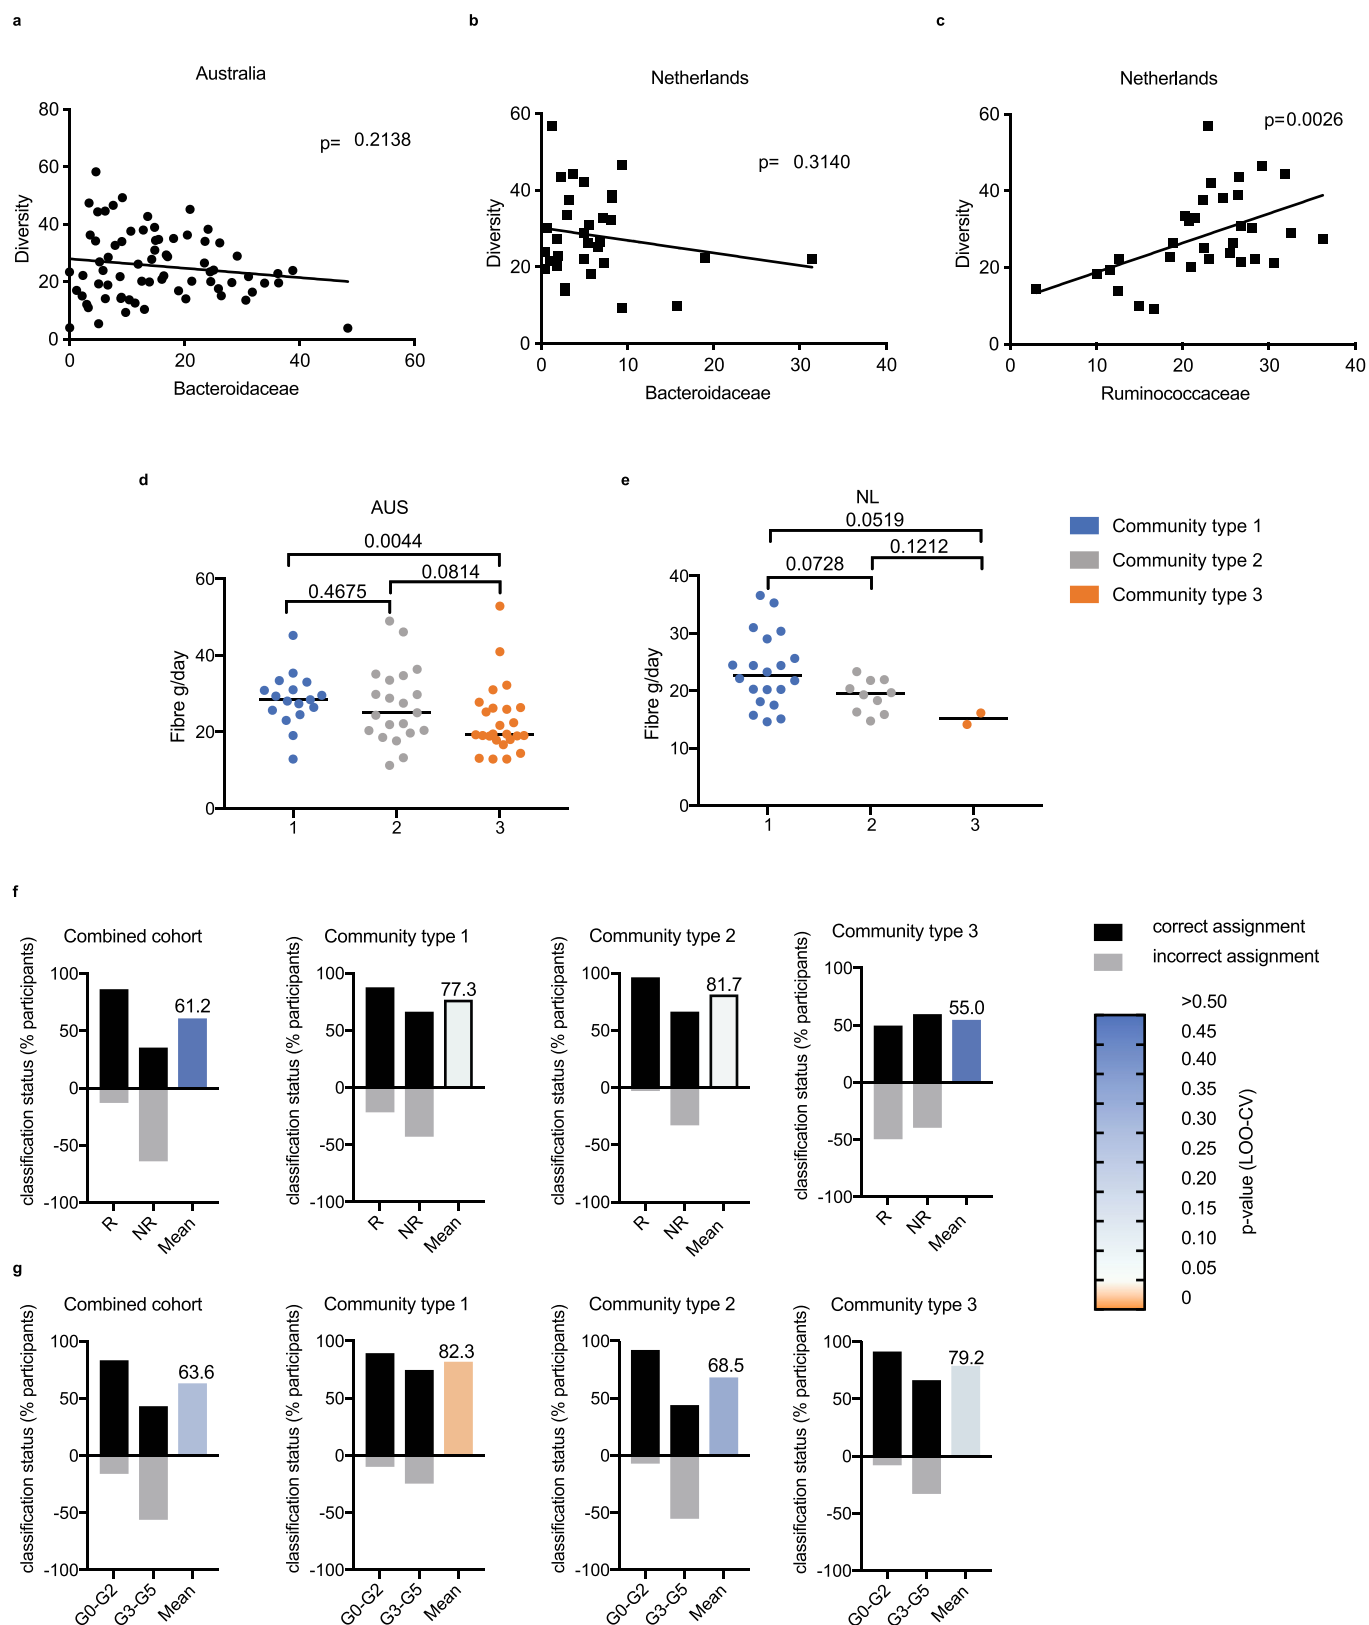 a
b
c
Australia
Netherlands
Netherlands
80
60
40
20
0
Diversity
p= 0.2138
0 20 40 60
Bacteroidaceae
60
40
20
0
Diversity
p= 0.3140
0 10 20 30 40
Bacteroidaceae
60
40
20
0
Diversity
p=0.0026
0 10 20 30 40
Ruminococcaceae
d
AUS
0.0044
0.0814
0.4675
60
40
20
0
Fibre g/day
1 2 3
e
NL
0.0519
0.1212
0.0728
40
30
20
10
0
Fibre g/day
1 2 3
Community type 1
Community type 2
Community type 3
f
Combined cohort
classification status (% participants)
100
50
0
-50
-100
61.2
R NR Mean
Community type 1
classification status (% participants)
100
50
0
-50
-100
77.3
R NR Mean
Community type 2
classification status (% participants)
100
50
0
-50
-100
81.7
R NR Mean
Community type 3
classification status (% participants)
100
50
0
-50
-100
55.0
R NR Mean
correct assignment
incorrect assignment
>0.50
0.45
0.40
0.35
0.30
0.25
0.20
0.15
0.10
0.05
0
p-value (LOO-CV)
g
Combined cohort
classification status (% participants)
100
50
0
-50
-100
63.6
G0-G2 G3-G5 Mean
Community type 1
classification status (% participants)
100
50
0
-50
-100
82.3
G0-G2 G3-G5 Mean
Community type 2
classification status (% participants)
100
50
0
-50
-100
68.5
G0-G2 G3-G5 Mean
Community type 3
classification status (% participants)
100
50
0
-50
-100
79.2
G0-G2 G3-G5 Mean